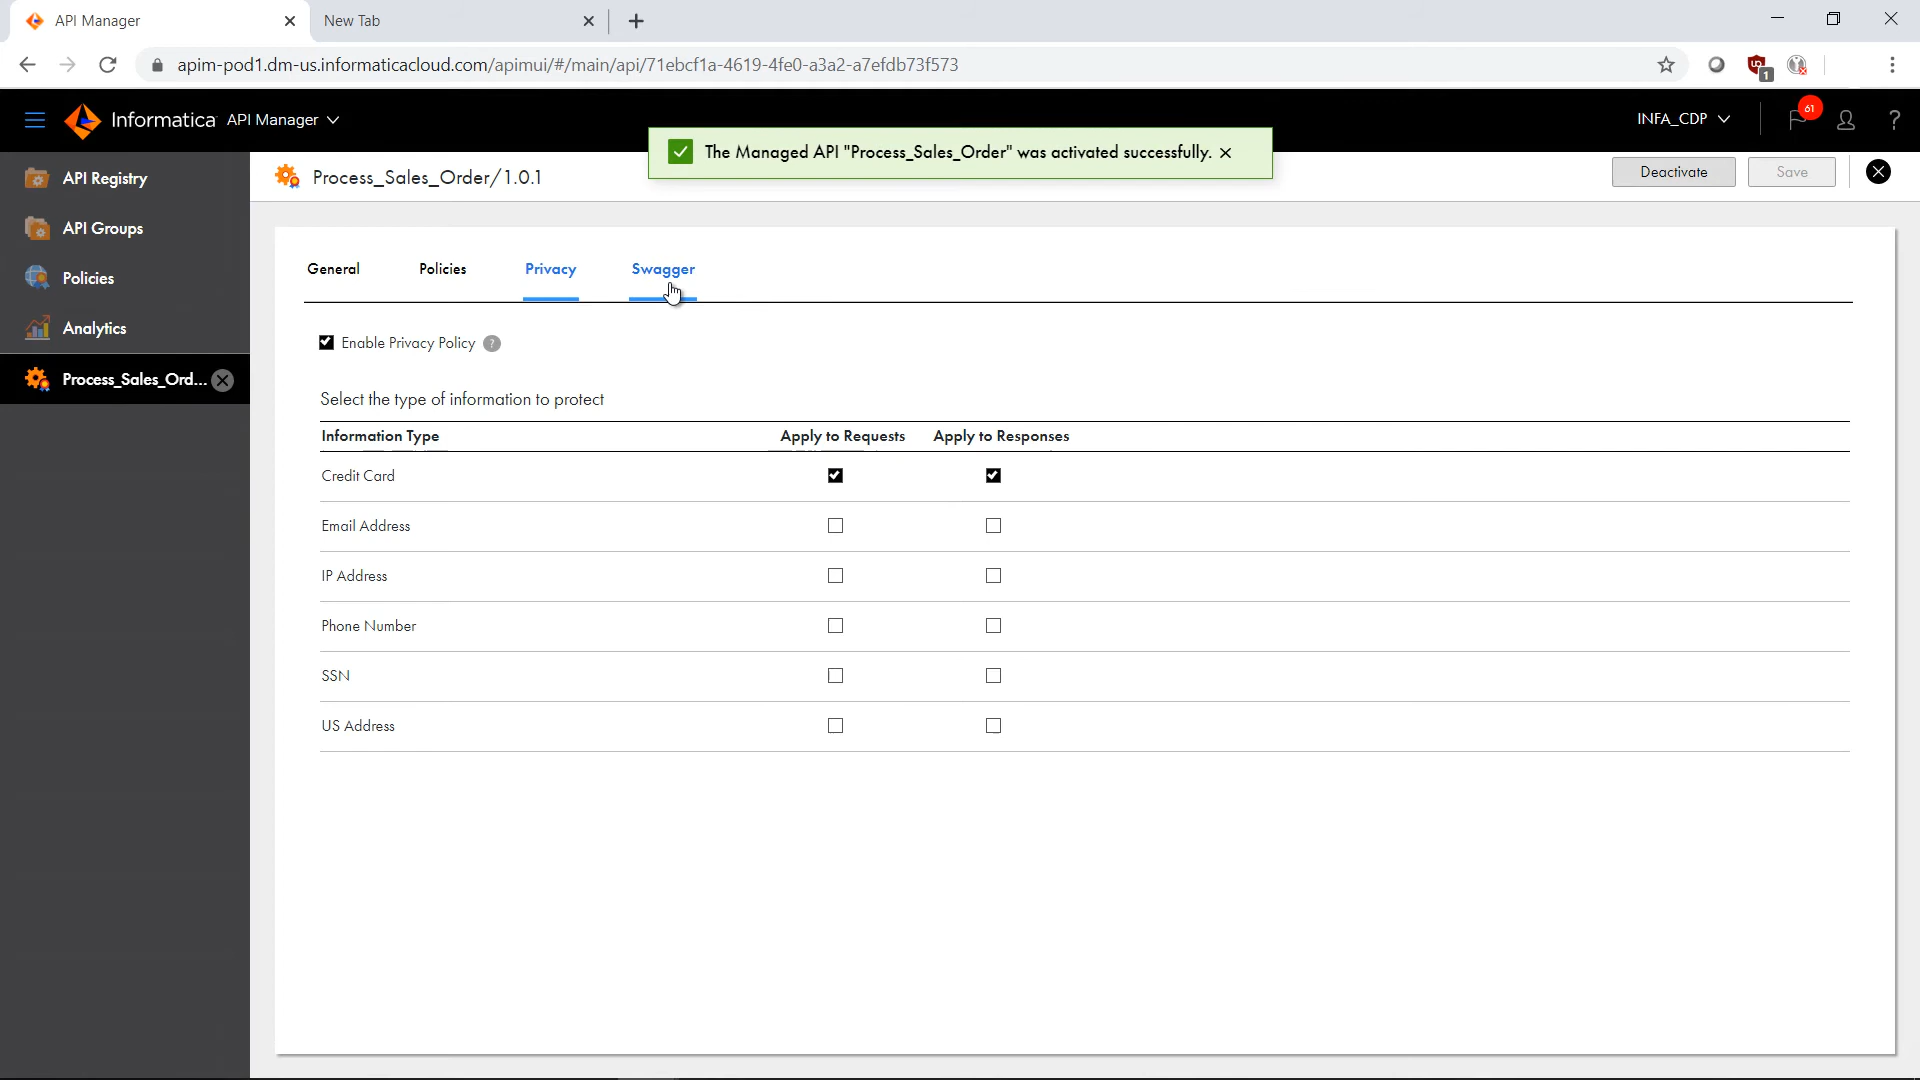 API Manager
New Tab
apim-pod1.dm-us.informaticacloud.com/apimui/#/main/api/71ebcf1a-4619-4fe0-a3a2-a7efdb73f573
1
Informatica API Manager
INFA_CDP
61
?
The Managed API "Process_Sales_Order" was activated successfully.
API Registry
API Groups
Policies
Analytics
Process_Sales_Ord...
Process_Sales_Order/1.0.1
Deactivate
Save
General
Policies
Privacy
Swagger
Enable Privacy Policy ?
Select the type of information to protect
Information Type Apply to Requests Apply to Responses
Credit Card
Email Address
IP Address
Phone Number
SSN
US Address